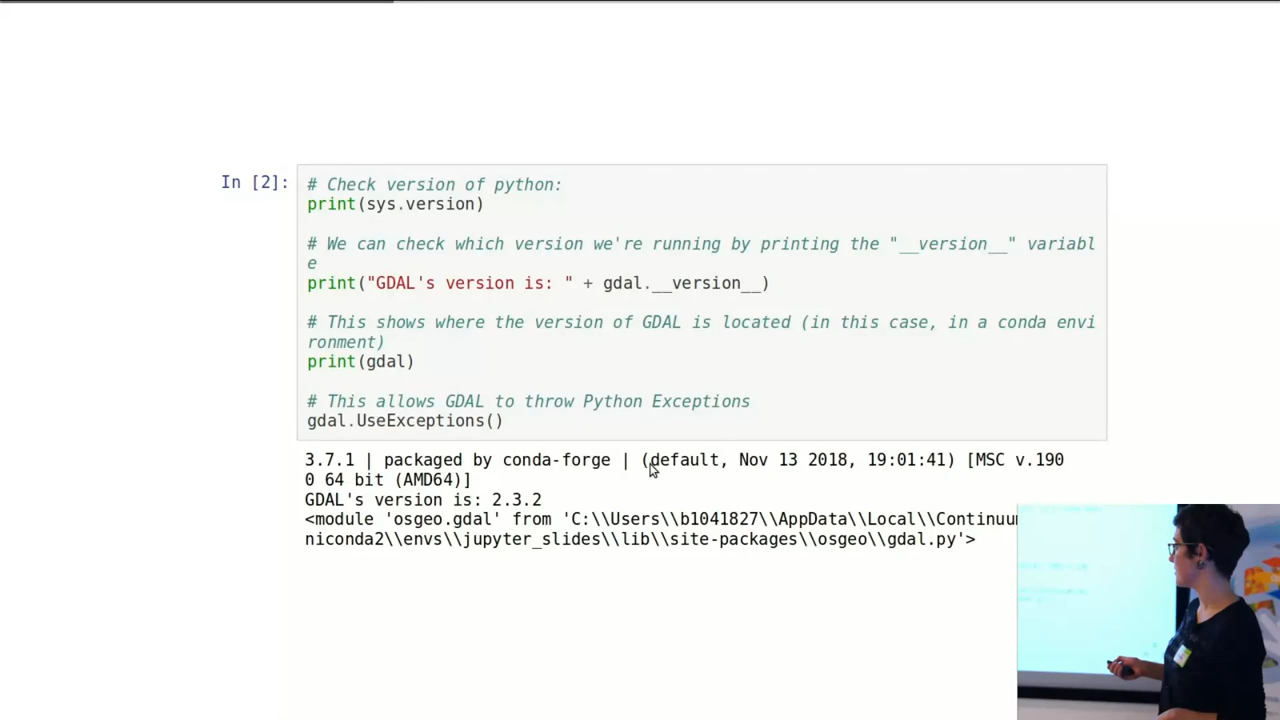 In [2]:
# Check version of python:
print(sys.version)
# We can check which version we're running by printing the "__version__" variabl
e
print("GDAL's version is: " + gdal.__version__)
# This shows where the version of GDAL is located (in this case, in a conda envi
ronment)
print(gdal)
# This allows GDAL to throw Python Exceptions
gdal.UseExceptions()
3.7.1 | packaged by conda-forge | (default, Nov 13 2018, 19:01:41) [MSC v.190
0 64 bit (AMD64)]
GDAL's version is: 2.3.2
<module 'osgeo.gdal' from 'C:\\Users\\b1041827\\AppData\\Local\\Continuum
niconda2\\envs\\jupyter_slides\\lib\\site-packages\\osgeo\\gdal.py'>